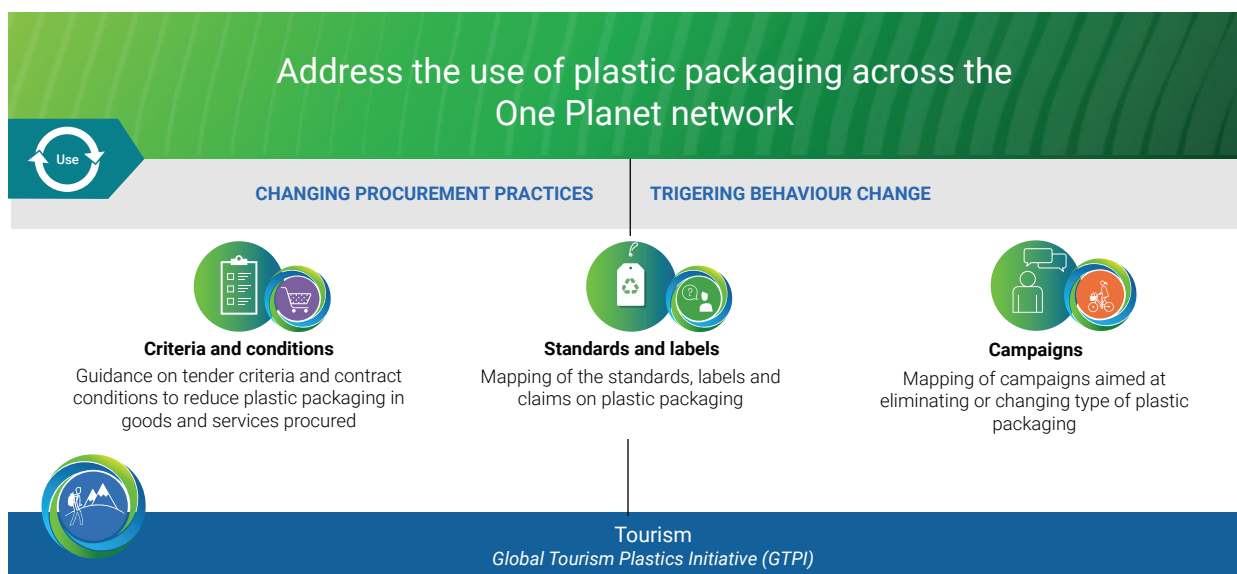 Address the use of plastic packaging across the
One Planet network
Use
CHANGING PROCUREMENT PRACTICES
TRIGERING BEHAVIOUR CHANGE
Criteria and conditions
Guidance on tender criteria and contract
conditions to reduce plastic packaging in
goods and services procured
Standards and labels
Mapping of the standards, labels and
claims on plastic packaging
Campaigns
Mapping of campaigns aimed at
eliminating or changing type of plastic
packaging
Tourism
Global Tourism Plastics Initiative (GTPI)